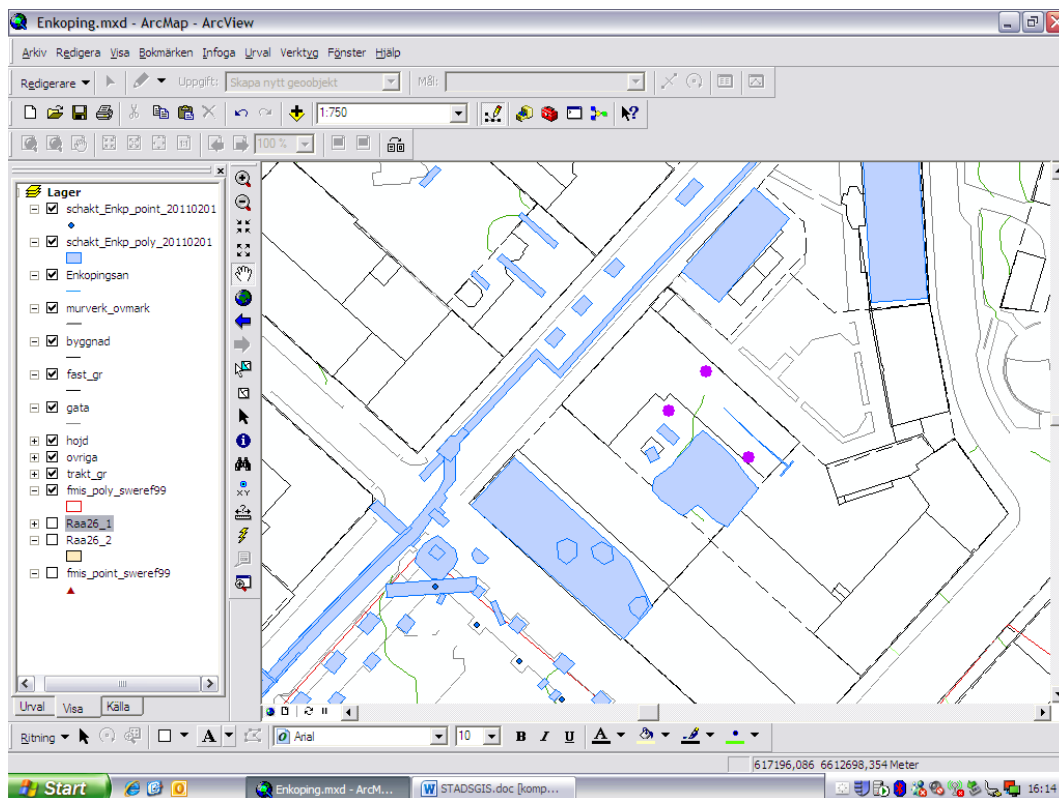 Enkoping.mxd - ArcMap - ArcView
Arkiv Redigera Visa Bokmärken Infoga Urval Verktyg Fönster Hjälp
Redigerare Uppgift: Skapa nytt geoobjekt Mål:
1:750
100 %
Lager
schakt_Enkp_point_20110201
schakt_Enkp_poly_20110201
Enkopingsan
murverk_ovmark
byggnad
fast_gr
gata
hojd
ovriga
trakt_gr
fmis_poly_sweref99
Raa26_1
Raa26_2
fmis_point_sweref99
Urval Visa Källa
Ritning A Arial 10 B I U A
617196,086 6612698,354 Meter
Start Enkoping.mxd - ArcM... STADSGIS.doc [komp... 16:14